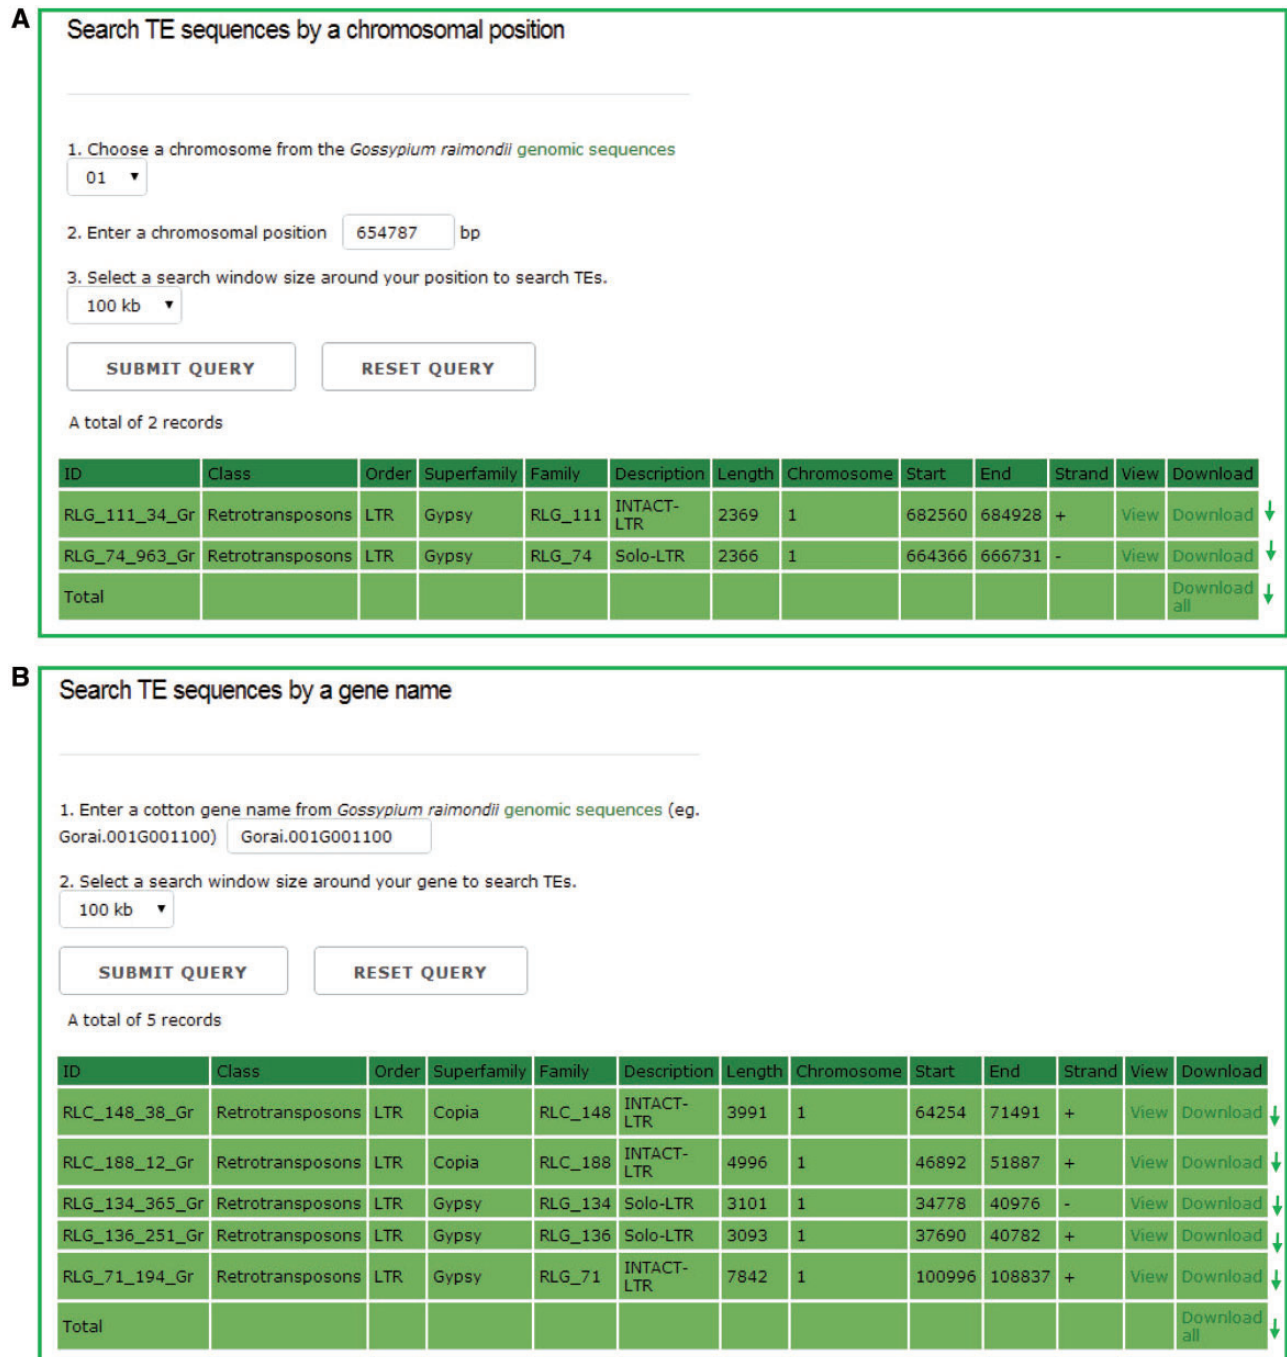 A
Search TE sequences by a chromosomal position
1. Choose a chromosome from the Gossypium raimondii genomic sequences
01
2. Enter a chromosomal position 654787 bp
3. Select a search window size around your position to search TEs.
100 kb
SUBMIT QUERY RESET QUERY
A total of 2 records
ID Class Order Superfamily Family Description Length Chromosome Start End Strand View Download
RLG_111_34_Gr Retrotransposons LTR Gypsy RLG_111 INTACT-LTR 2369 1 682560 684928 + View Download
RLG_74_963_Gr Retrotransposons LTR Gypsy RLG_74 Solo-LTR 2366 1 664366 666731 - View Download
Total Download all
B
Search TE sequences by a gene name
1. Enter a cotton gene name from Gossypium raimondii genomic sequences (eg.
Gorai.001G001100) Gorai.001G001100
2. Select a search window size around your gene to search TEs.
100 kb
SUBMIT QUERY RESET QUERY
A total of 5 records
ID Class Order Superfamily Family Description Length Chromosome Start End Strand View Download
RLC_148_38_Gr Retrotransposons LTR Copia RLC_148 INTACT-LTR 3991 1 64254 71491 + View Download
RLC_188_12_Gr Retrotransposons LTR Copia RLC_188 INTACT-LTR 4996 1 46892 51887 + View Download
RLG_134_365_Gr Retrotransposons LTR Gypsy RLG_134 Solo-LTR 3101 1 34778 40976 - View Download
RLG_136_251_Gr Retrotransposons LTR Gypsy RLG_136 Solo-LTR 3093 1 37690 40782 + View Download
RLG_71_194_Gr Retrotransposons LTR Gypsy RLG_71 INTACT-LTR 7842 1 100996 108837 + View Download
Total Download all